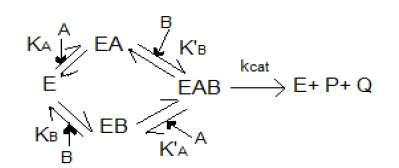 A B
KA EA K'B
kcat
E EAB E+ P+ Q
KB EB A
B K'A